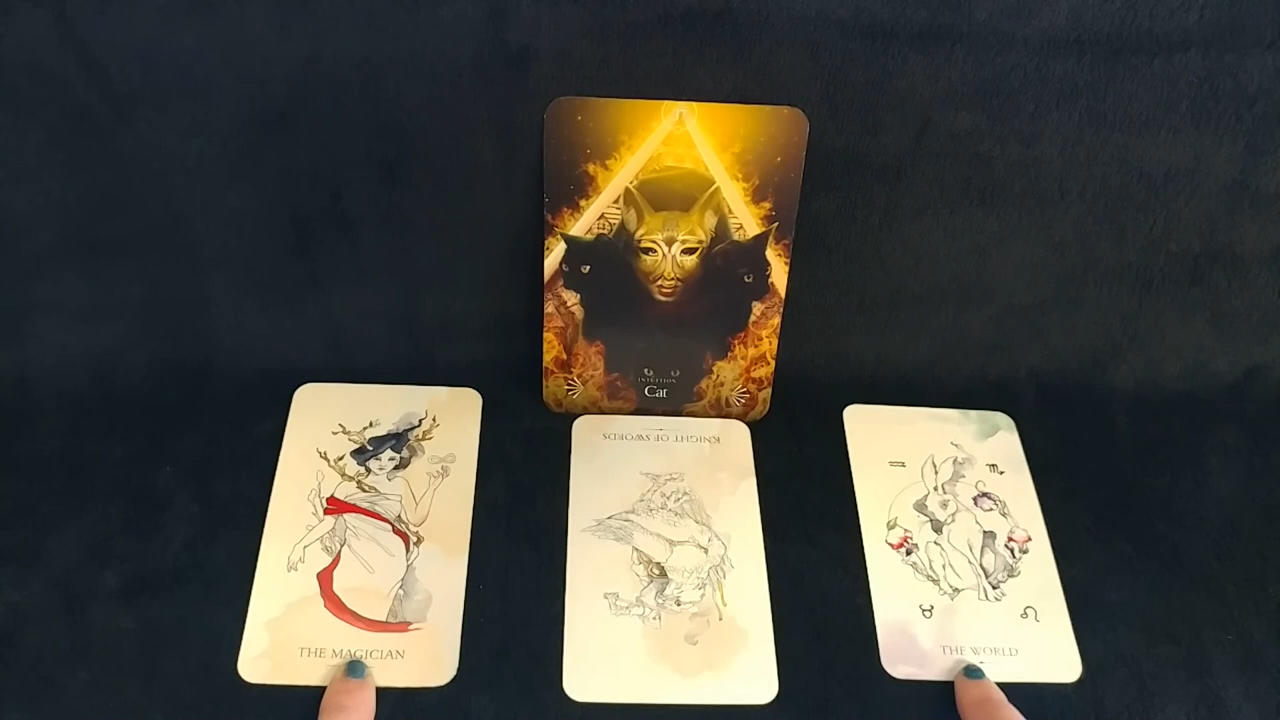 INTUITION
Cat
KNIGHT OF SWORDS
THE MAGICIAN
THE WORLD